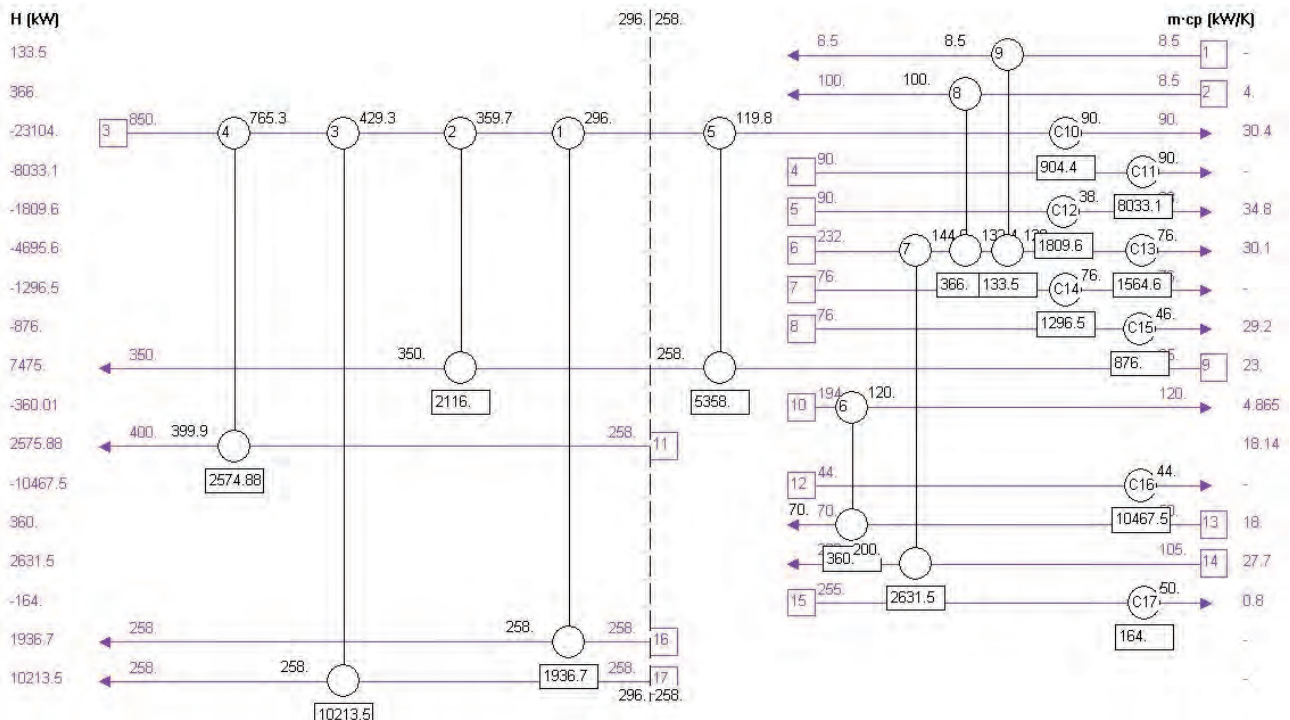 H (kW) 296. 258. m·cp (kW/K)
133.5 8.5 8.5 9 8.5 1 -
366. 100. 100. 8 8.5 2 4.
-23104. 3 850. 4 765.3 3 429.3 2 359.7 1 296. 5 119.8 C10 90. 90. 30.4
-8033.1 4 90. 904.4 C11 90. -
-1809.6 5 90. C12 38. 8033.1 34.8
-4695.6 6 232. 7 1809.6 C13 76. 30.1
-1296.5 7 76. 366. 133.5 C14 76. 1564.6 -
-876. 8 76. 1296.5 C15 46. 29.2
7475. 350. 350. 258. 876. 9 23.
-360.01 2116. 5358. 10 194. 6 120. 120. 4.865
2575.88 400. 399.9 258. 11 18.14
-10467.5 2574.88 12 44. C16 44. -
360. 70. 70. 10467.5 13 18.
2631.5 360. 200. 105. 14 27.7
-164. 15 255. 2631.5 C17 50. 0.8
1936.7 258. 258. 258. 16 164. -
10213.5 258. 258. 1936.7 258. 17 -
296. 258.
10213.5